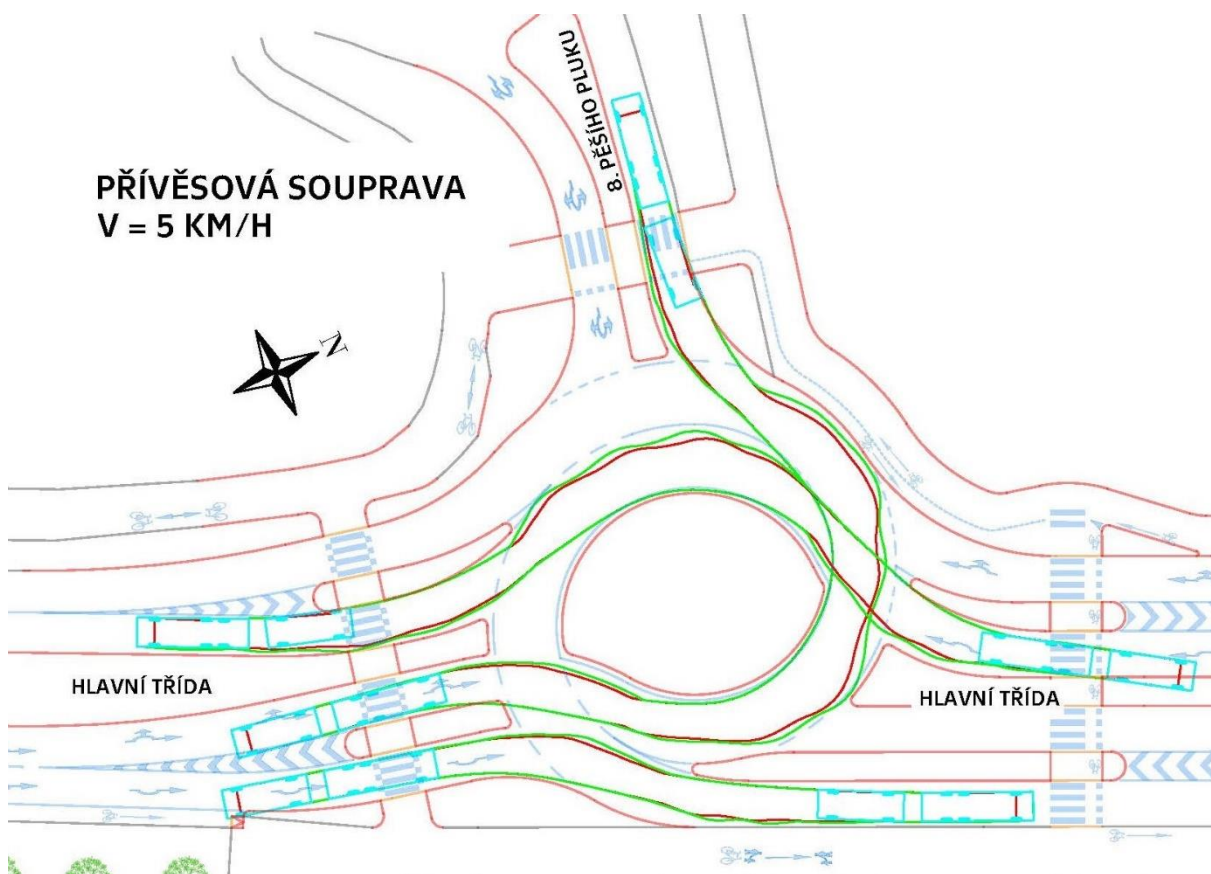 8. PĚŠÍHO PLUKU
PŘÍVĚSOVÁ SOUPRAVA
V = 5 KM/H
N
HLAVNÍ TŘÍDA
HLAVNÍ TŘÍDA